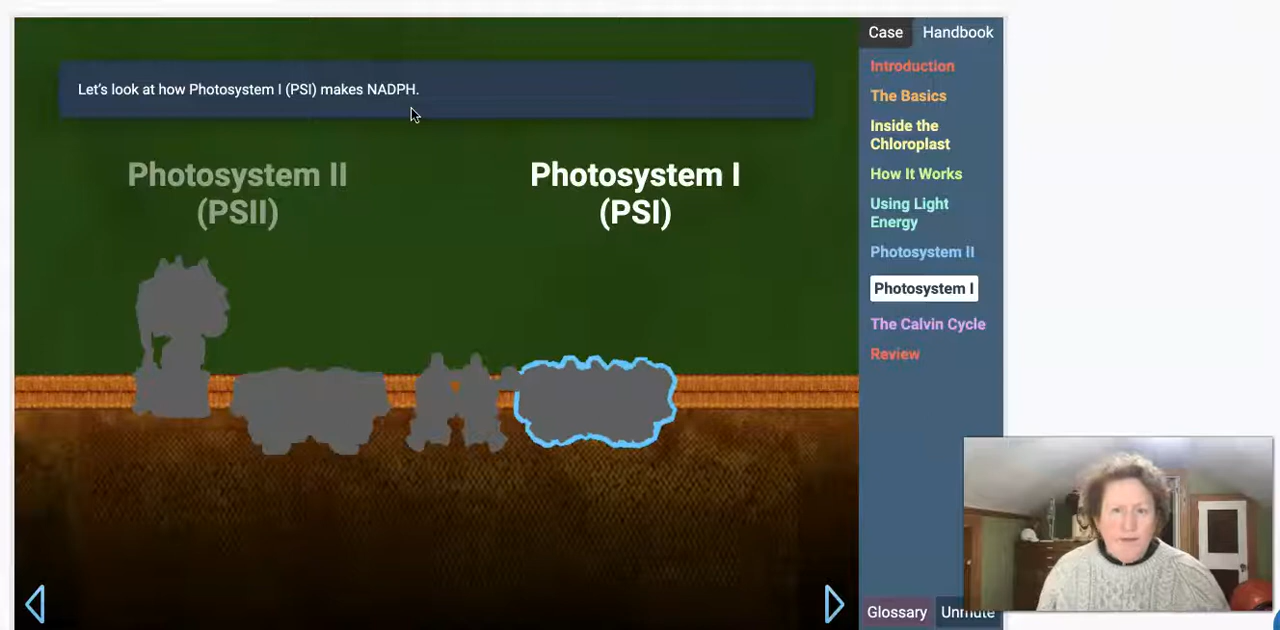 Let's look at how Photosystem I (PSI) makes NADPH.
Photosystem II
(PSII)
Photosystem I
(PSI)
Case
Handbook
Introduction
The Basics
Inside the
Chloroplast
How It Works
Using Light
Energy
Photosystem II
Photosystem I
The Calvin Cycle
Review
Glossary
Unmute